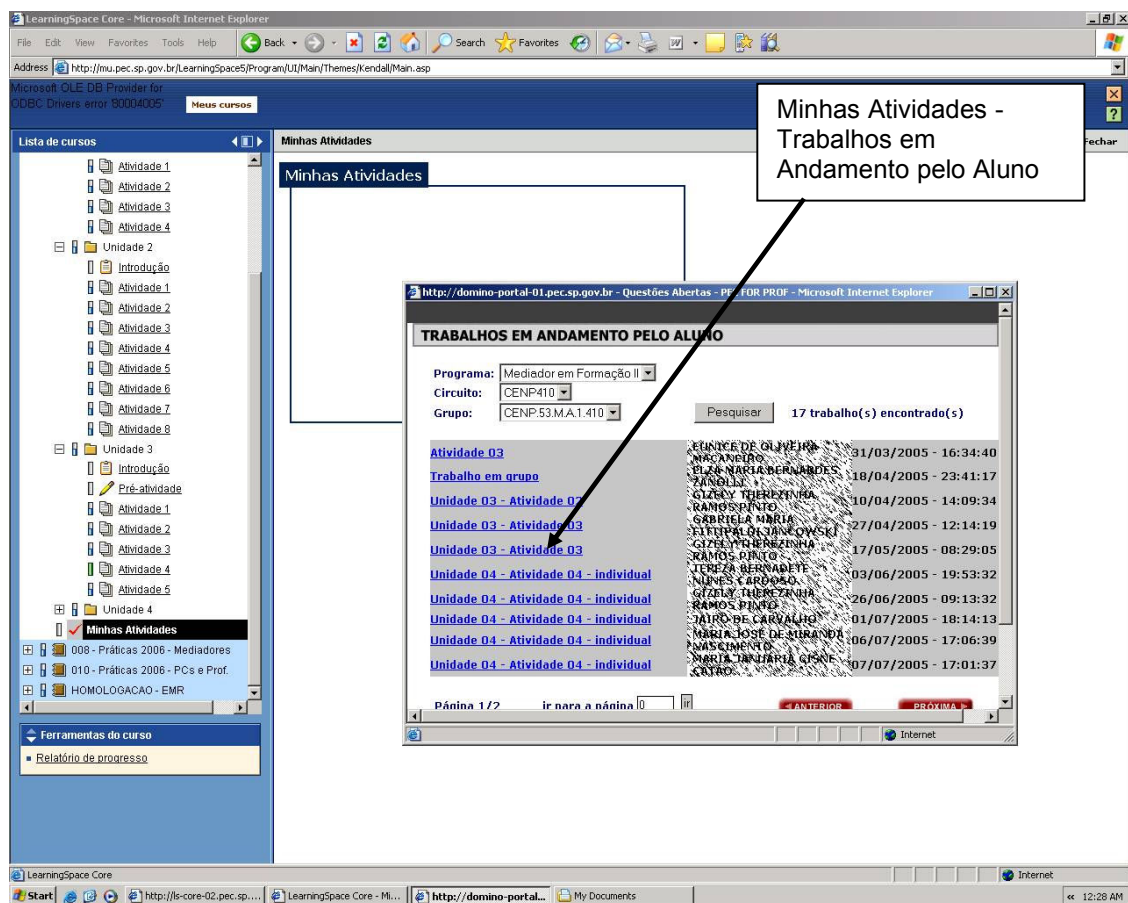 LearningSpace Core - Microsoft Internet Explorer
File Edit View Favorites Tools Help
Back Search Favorites
Address http://mu.pec.sp.gov.br/LearningSpace5/Program/UI/Main/Themes/Kendall/Main.asp
Microsoft OLE DB Provider for
ODBC Drivers error '80004005'
Meus cursos
Minhas Atividades -
Trabalhos em
Andamento pelo Aluno
Lista de cursos
Minhas Atividades
Fechar
Atividade 1
Atividade 2
Atividade 3
Atividade 4
Unidade 2
Introdução
Atividade 1
Atividade 2
Atividade 3
Atividade 4
Atividade 5
Atividade 6
Atividade 7
Atividade 8
Unidade 3
Introdução
Pré-atividade
Atividade 1
Atividade 2
Atividade 3
Atividade 4
Atividade 5
Unidade 4
Minhas Atividades
008 - Práticas 2006 - Mediadores
010 - Práticas 2006 - PCs e Prof.
HOMOLOGACAO - EMR
Ferramentas do curso
Relatório de progresso
Minhas Atividades
http://domino-portal-01.pec.sp.gov.br - Questões Abertas - PEC FOR PROF - Microsoft Internet Explorer
TRABALHOS EM ANDAMENTO PELO ALUNO
Programa: Mediador em Formação II
Circuito: CENP410
Grupo: CENP.53.M.A.1.410 Pesquisar 17 trabalho(s) encontrado(s)
Atividade 03 31/03/2005 - 16:34:40
Trabalho em grupo 18/04/2005 - 23:41:17
Unidade 03 - Atividade 02 10/04/2005 - 14:09:34
Unidade 03 - Atividade 03 27/04/2005 - 12:14:19
Unidade 03 - Atividade 03 17/05/2005 - 08:29:05
Unidade 04 - Atividade 04 - individual 03/06/2005 - 19:53:32
Unidade 04 - Atividade 04 - individual 26/06/2005 - 09:13:32
Unidade 04 - Atividade 04 - individual 01/07/2005 - 18:14:13
Unidade 04 - Atividade 04 - individual 06/07/2005 - 17:06:39
Unidade 04 - Atividade 04 - individual 07/07/2005 - 17:01:37
Página 1/2 ir para a página 0 ir ANTERIOR PRÓXIMA
Internet
LearningSpace Core Internet
Start http://ls-core-02.pec.sp.... LearningSpace Core - Mi... http://domino-portal... My Documents 12:28 AM